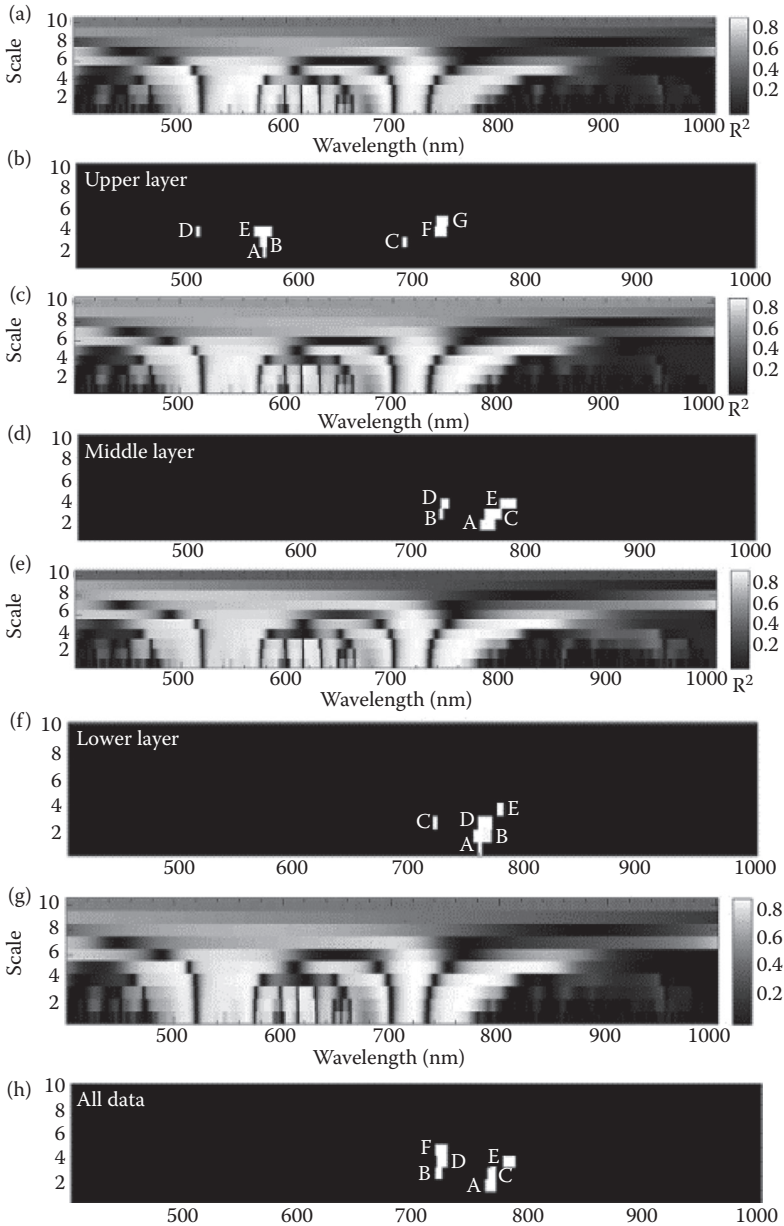 (a)
10
8
6
4
2
Scale
0.8
0.6
0.4
0.2
R2
500 600 700 800 900 1000
Wavelength (nm)
(b)
10
8
6
4
2
Upper layer
D E A B C F G
500 600 700 800 900 1000
(c)
10
8
6
4
2
Scale
0.8
0.6
0.4
0.2
R2
500 600 700 800 900 1000
Wavelength (nm)
(d)
10
8
6
4
2
Middle layer
D B A E C
500 600 700 800 900 1000
(e)
10
8
6
4
2
Scale
0.8
0.6
0.4
0.2
R2
500 600 700 800 900 1000
Wavelength (nm)
(f)
10
8
6
4
2
Lower layer
C D A B E
500 600 700 800 900 1000
(g)
10
8
6
4
2
Scale
0.8
0.6
0.4
0.2
500 600 700 800 900 1000
Wavelength (nm)
(h)
10
8
6
4
2
All data
F B D A E C
500 600 700 800 900 1000